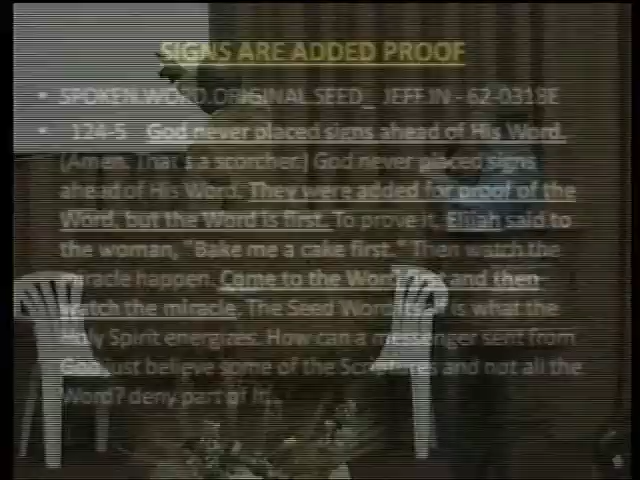 SIGNS ARE ADDED PROOF
• SPOKEN.WORD.ORIGINAL.SEED_ JEFF.IN - 62-0318E
• 124-5 God never placed signs ahead of His Word.
(Amen. That's a scorcher.) God never placed signs
ahead of His Word. They were added for proof of the
Word, but the Word is first. To prove it, Elijah said to
the woman, "Bake me a cake first." Then watch the
miracle happen. Come to the Word first and then
watch the miracle. The Seed Word itself is what the
Holy Spirit energizes. How can a messenger sent from
God just believe some of the Scriptures and not all the
Word? deny part of it.